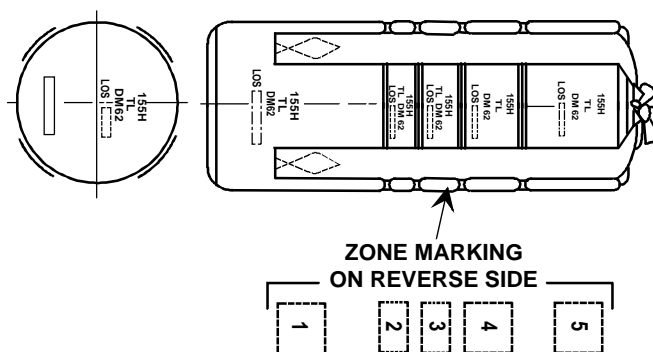 155H
TL
DM62
LOS
155H
TL
DM62
LOS
155H
TL DM 62
LOS
155H
TL DM 62
LOS
155H
TL
DM 62
LOS
155H
TL
DM 62
LOS
ZONE MARKING
ON REVERSE SIDE
1
2
3
4
5